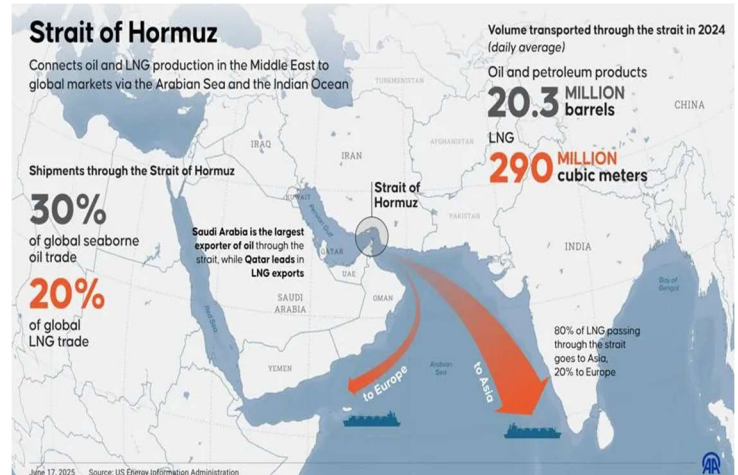 Strait of Hormuz
Connects oil and LNG production in the Middle East to
global markets via the Arabian Sea and the Indian Ocean
Volume transported through the strait in 2024
(daily average)
Oil and petroleum products
20.3 MILLION
barrels
LNG
290 MILLION
cubic meters
Shipments through the Strait of Hormuz
30%
of global seaborne
oil trade
20%
of global
LNG trade
Saudi Arabia is the largest
exporter of oil through the
strait, while Qatar leads in
LNG exports
Strait of
Hormuz
TURKMENISTAN
CHINA
IRAQ
IRAN
AFGHANISTAN
KUWAIT
Persian Gulf
PAKISTAN
QATAR
UAE
INDIA
SAUDI
ARABIA
OMAN
Red Sea
YEMEN
Arabian
Sea
Bay of
Bengal
to Europe
to Asia
80% of LNG passing
through the strait
goes to Asia,
20% to Europe
June 17, 2025 Source: US Energy Information Administration
AA